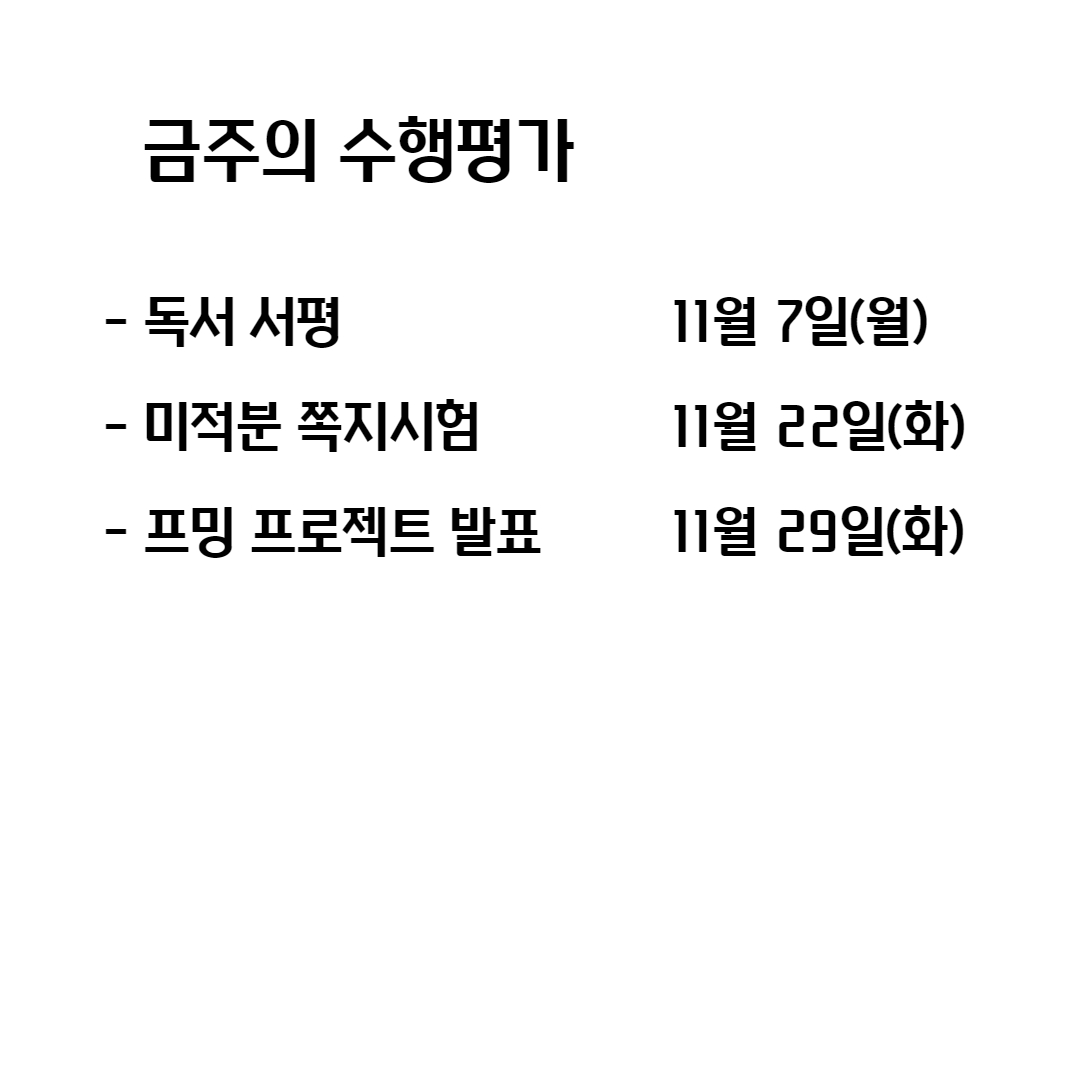 금주의 수행평가
- 독서 서평 11월 7일(월)
- 미적분 쪽지시험 11월 22일(화)
- 프밍 프로젝트 발표 11월 29일(화)